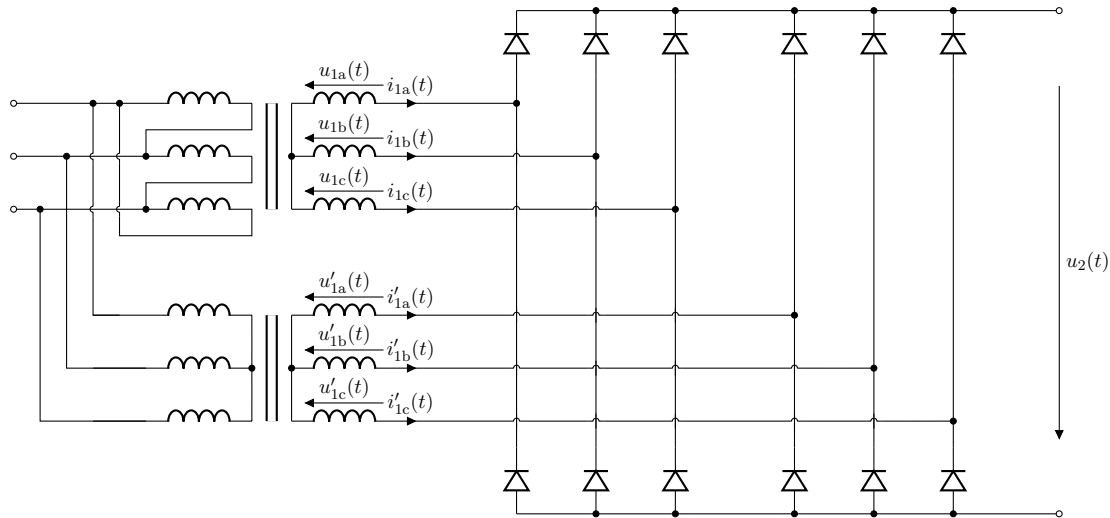 u₁ₐ(t)
i₁ₐ(t)
u₁b(t)
i₁b(t)
u₁c(t)
i₁c(t)
u′₁ₐ(t)
i′₁ₐ(t)
u′₁b(t)
i′₁b(t)
u′₁c(t)
i′₁c(t)
u₂(t)